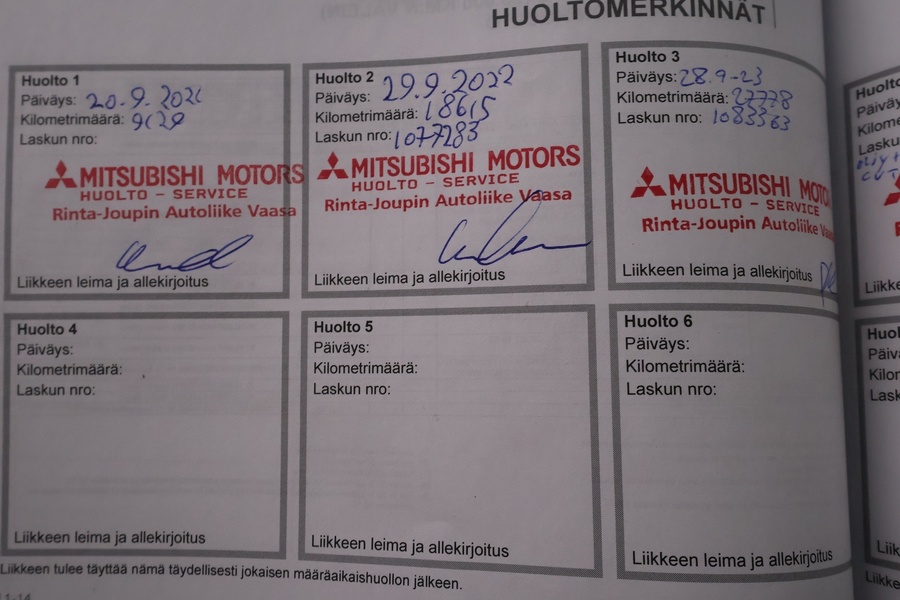 HUOLTOMERKINNÄT
Huolto 1
Päiväys: 20.9.2021
Kilometrimäärä: 9129
Laskun nro:
MITSUBISHI MOTORS
HUOLTO - SERVICE
Rinta-Joupin Autoliike Vaasa
Liikkeen leima ja allekirjoitus
Huolto 2
Päiväys: 29.9.2022
Kilometrimäärä: 18615
Laskun nro: 1077283
MITSUBISHI MOTORS
HUOLTO - SERVICE
Rinta-Joupin Autoliike Vaasa
Liikkeen leima ja allekirjoitus
Huolto 3
Päiväys: 28.9-23
Kilometrimäärä: 27778
Laskun nro: 1083363
MITSUBISHI MOTO
HUOLTO - SERVICE
Rinta-Joupin Autoliike Vaa
Liikkeen leima ja allekirjoitus
Huolto 4
Päiväys:
Kilometrimäärä:
Laskun nro:
Liikkeen leima ja allekirjoitus
Huolto 5
Päiväys:
Kilometrimäärä:
Laskun nro:
Liikkeen leima ja allekirjoitus
Huolto 6
Päiväys:
Kilometrimäärä:
Laskun nro:
Liikkeen leima ja allekirjoitus
Liikkeen tulee täyttää nämä täydellisesti jokaisen määräaikaishuollon jälkeen.